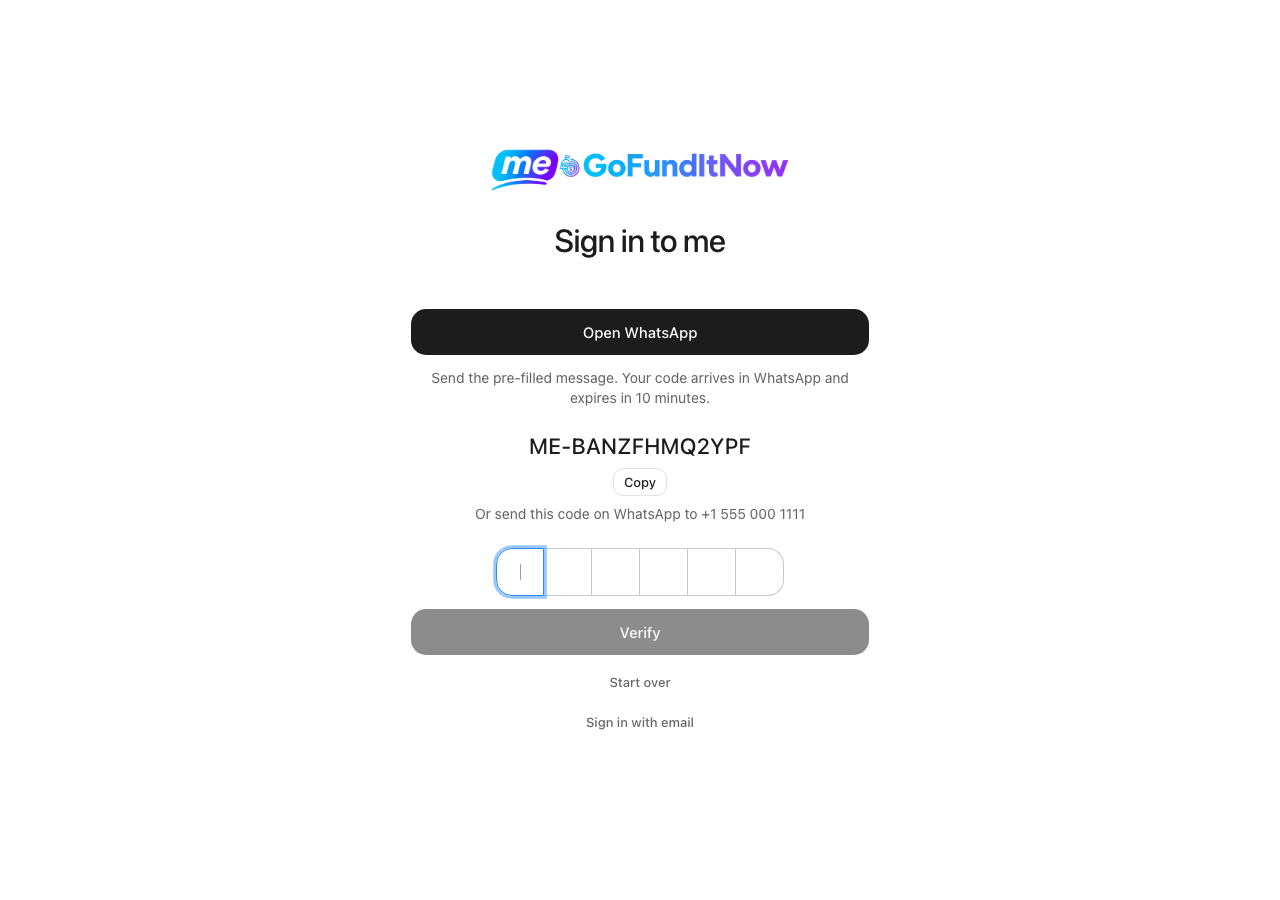 me GoFundItNow
Sign in to me
Open WhatsApp
Send the pre-filled message. Your code arrives in WhatsApp and
expires in 10 minutes.
ME-BANZFHMQ2YPF
Copy
Or send this code on WhatsApp to +1 555 000 1111
Verify
Start over
Sign in with email